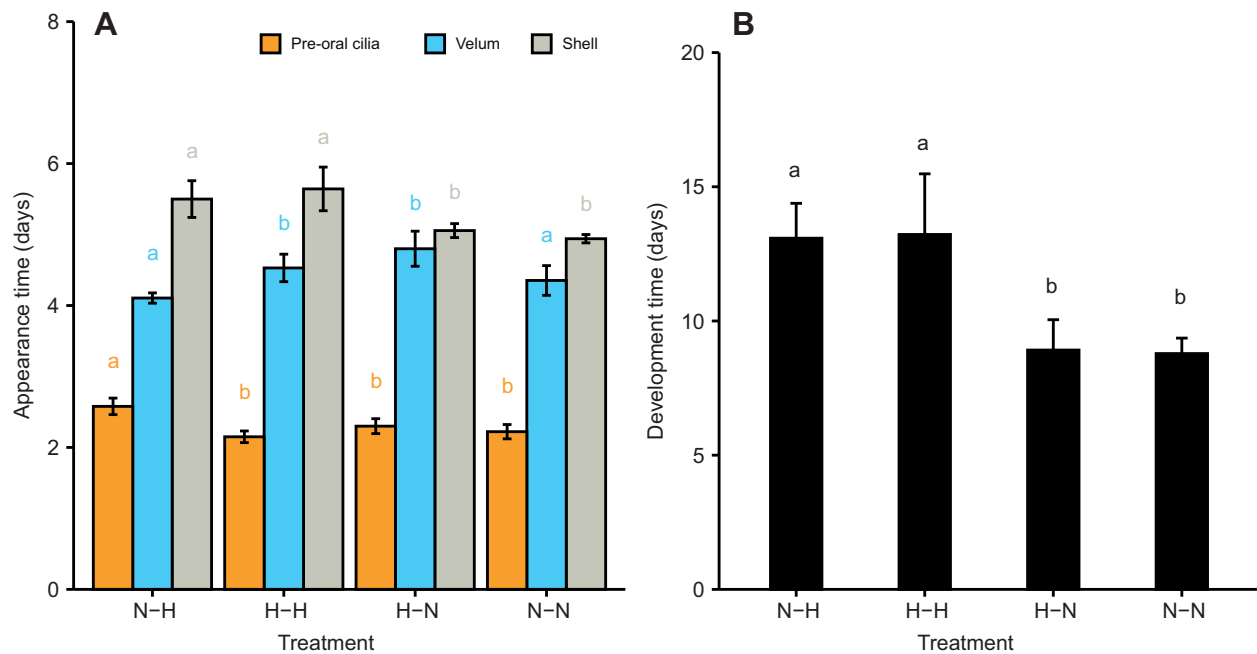 A
Pre-oral cilia Velum Shell
Appearance time (days)
8
6
4
2
0
a a a
b b a
b b b
b a b
N−H H−H H−N N−N
Treatment
B
Development time (days)
20
15
10
5
0
a a b b
N−H H−H H−N N−N
Treatment